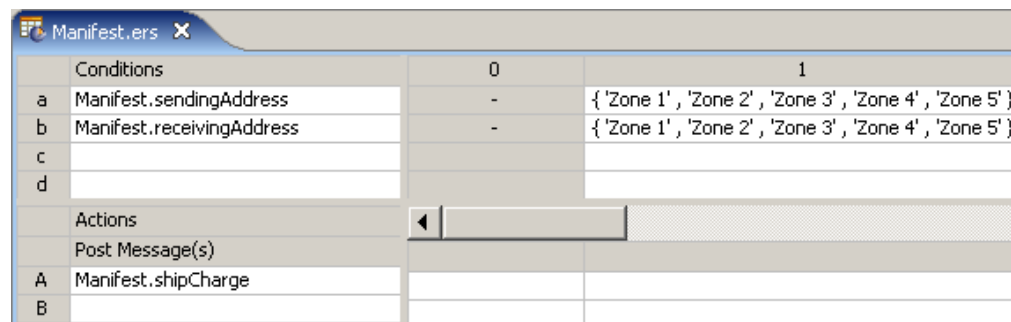 Manifest.ers
Conditions 0 1
a Manifest.sendingAddress - { 'Zone 1' , 'Zone 2' , 'Zone 3' , 'Zone 4' , 'Zone 5' }
b Manifest.receivingAddress - { 'Zone 1' , 'Zone 2' , 'Zone 3' , 'Zone 4' , 'Zone 5' }
c
d
Actions
Post Message(s)
A Manifest.shipCharge
B